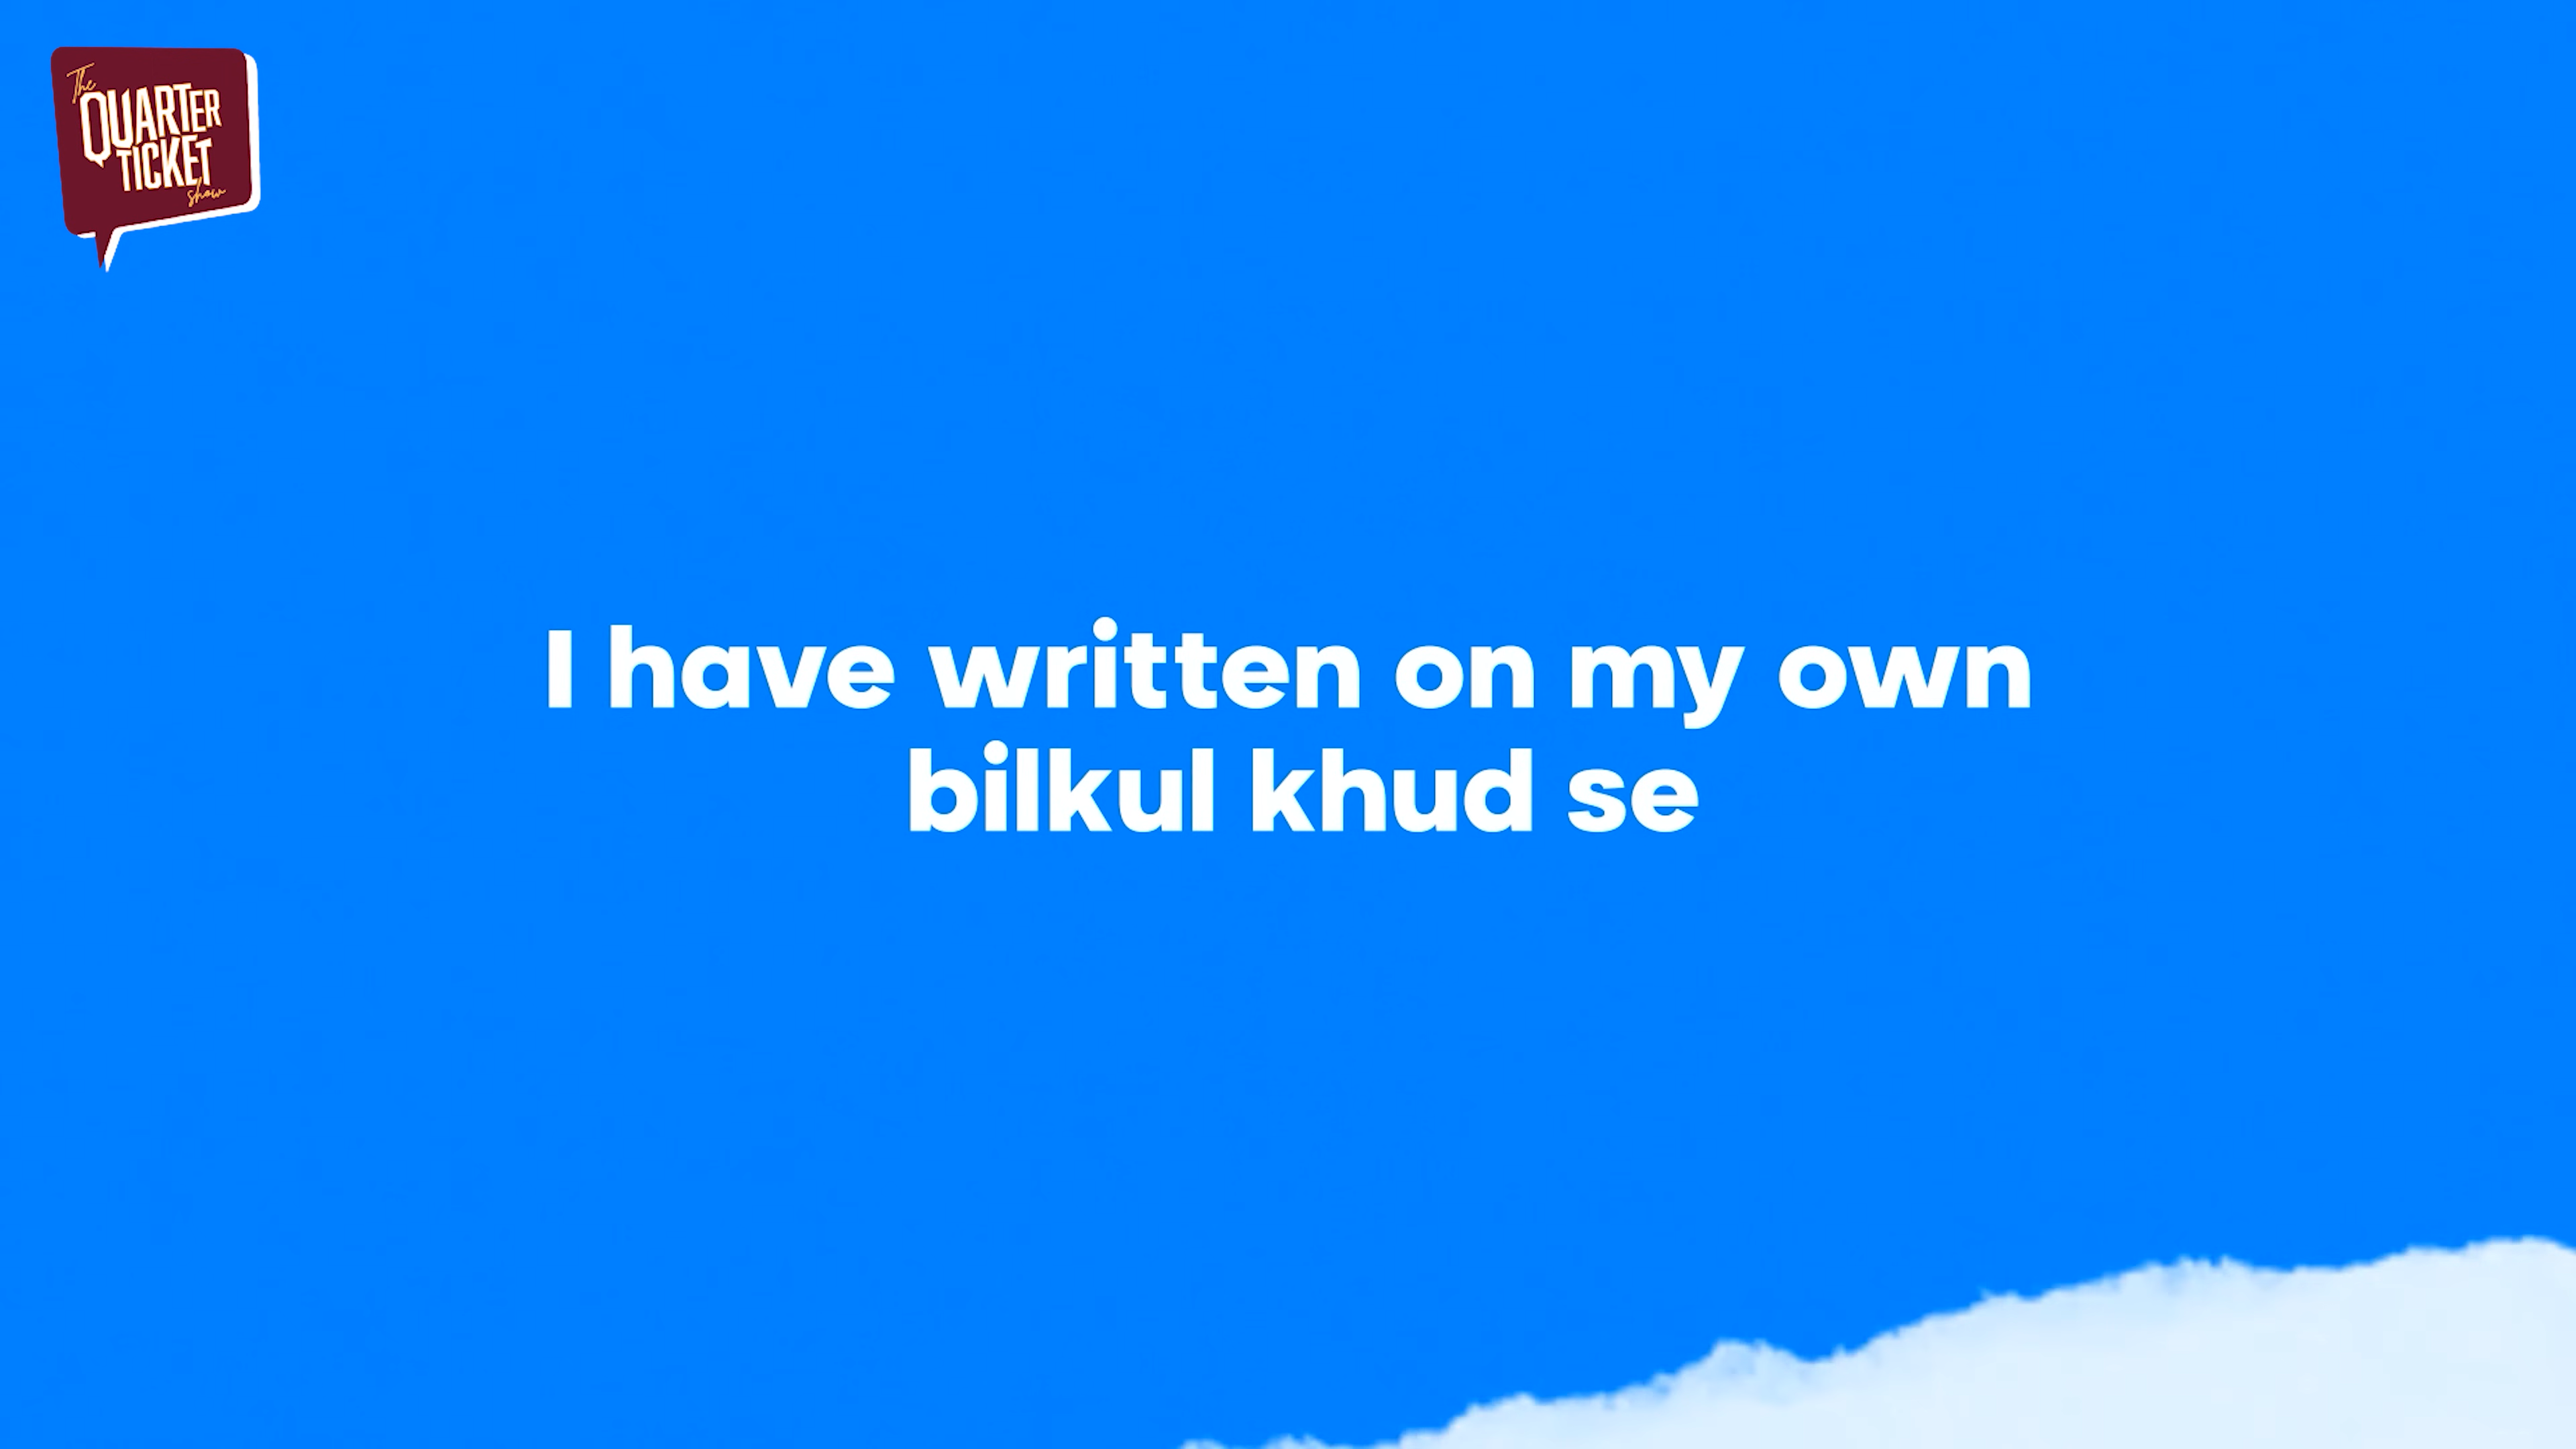 The
QUARTER
TICKET
show
I have written on my own
bilkul khud se